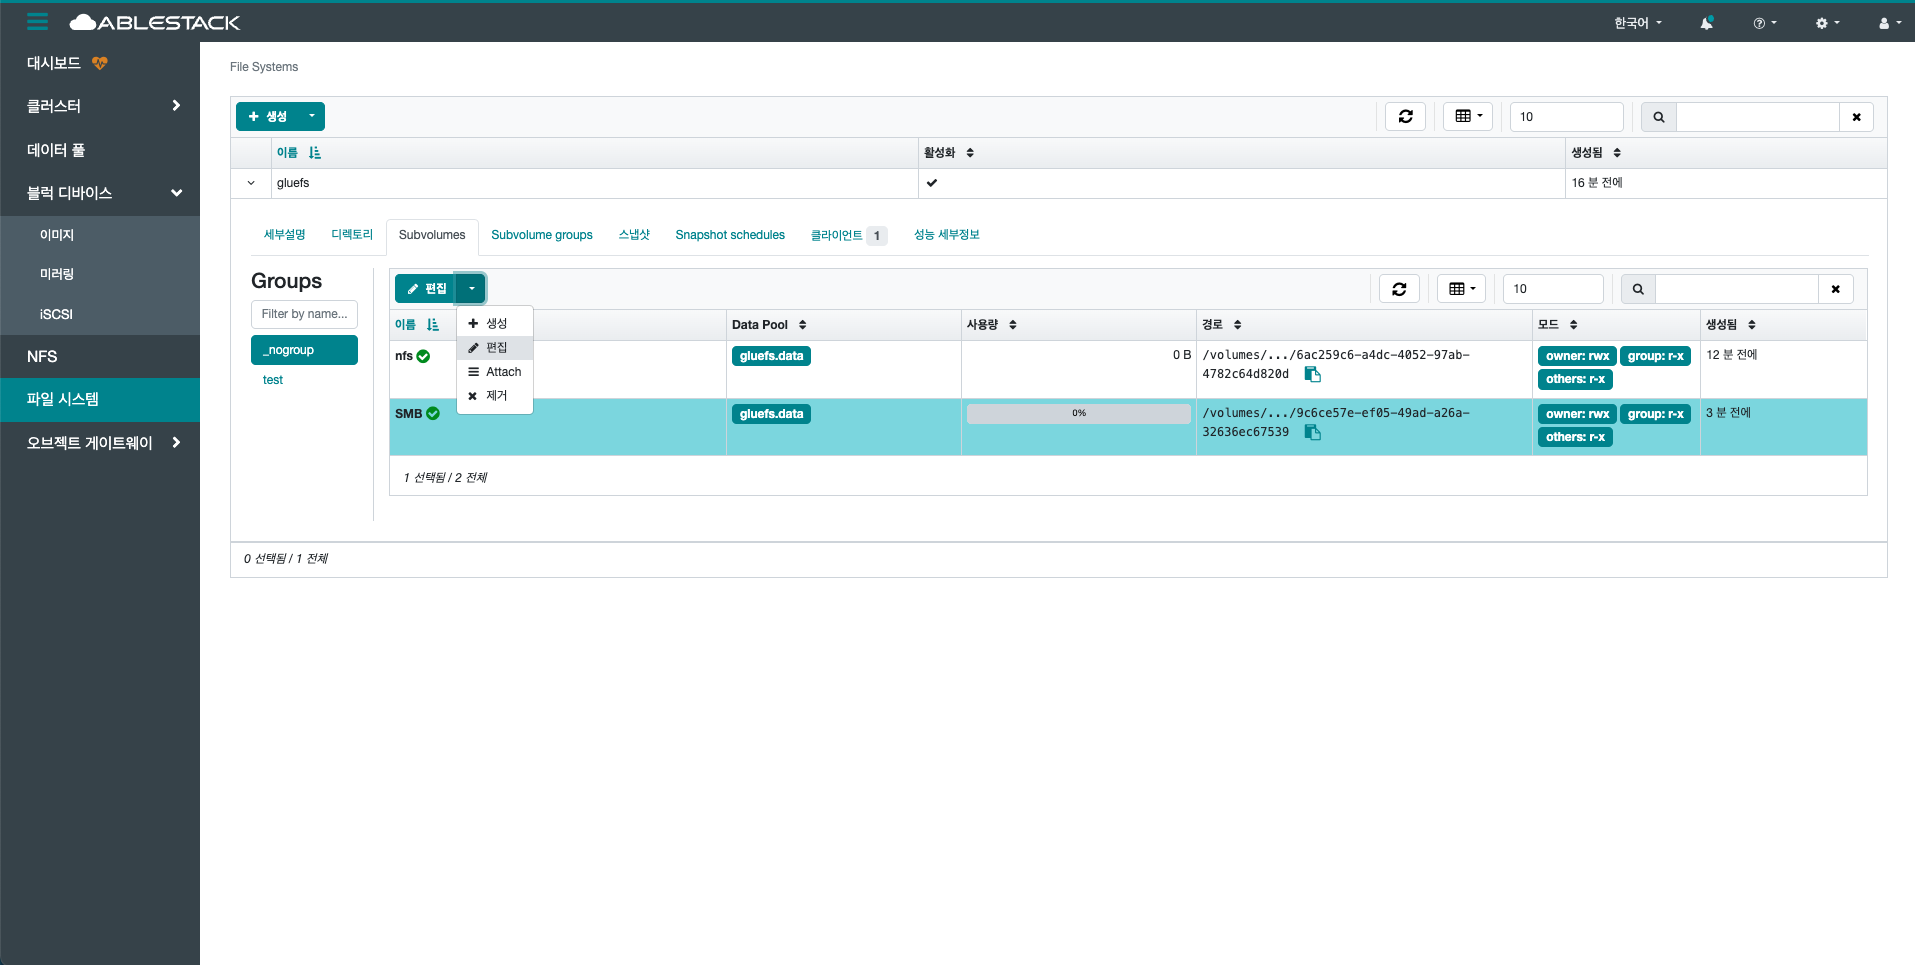 ABLESTACK
한국어
대시보드
클러스터
데이터 풀
블럭 디바이스
이미지
미러링
iSCSI
NFS
파일 시스템
오브젝트 게이트웨이
File Systems
생성
10
이름
활성화
생성됨
gluefs
16 분 전에
세부설명
디렉토리
Subvolumes
Subvolume groups
스냅샷
Snapshot schedules
클라이언트 1
성능 세부정보
Groups
Filter by name...
_nogroup
test
편집
10
생성
편집
Attach
제거
이름
Data Pool
사용량
경로
모드
생성됨
nfs
gluefs.data
0 B
/volumes/.../6ac259c6-a4dc-4052-97ab-
4782c64d820d
owner: rwx group: r-x
others: r-x
12 분 전에
SMB
gluefs.data
0%
/volumes/.../9c6ce57e-ef05-49ad-a26a-
32636ec67539
owner: rwx group: r-x
others: r-x
3 분 전에
1 선택됨 / 2 전체
0 선택됨 / 1 전체